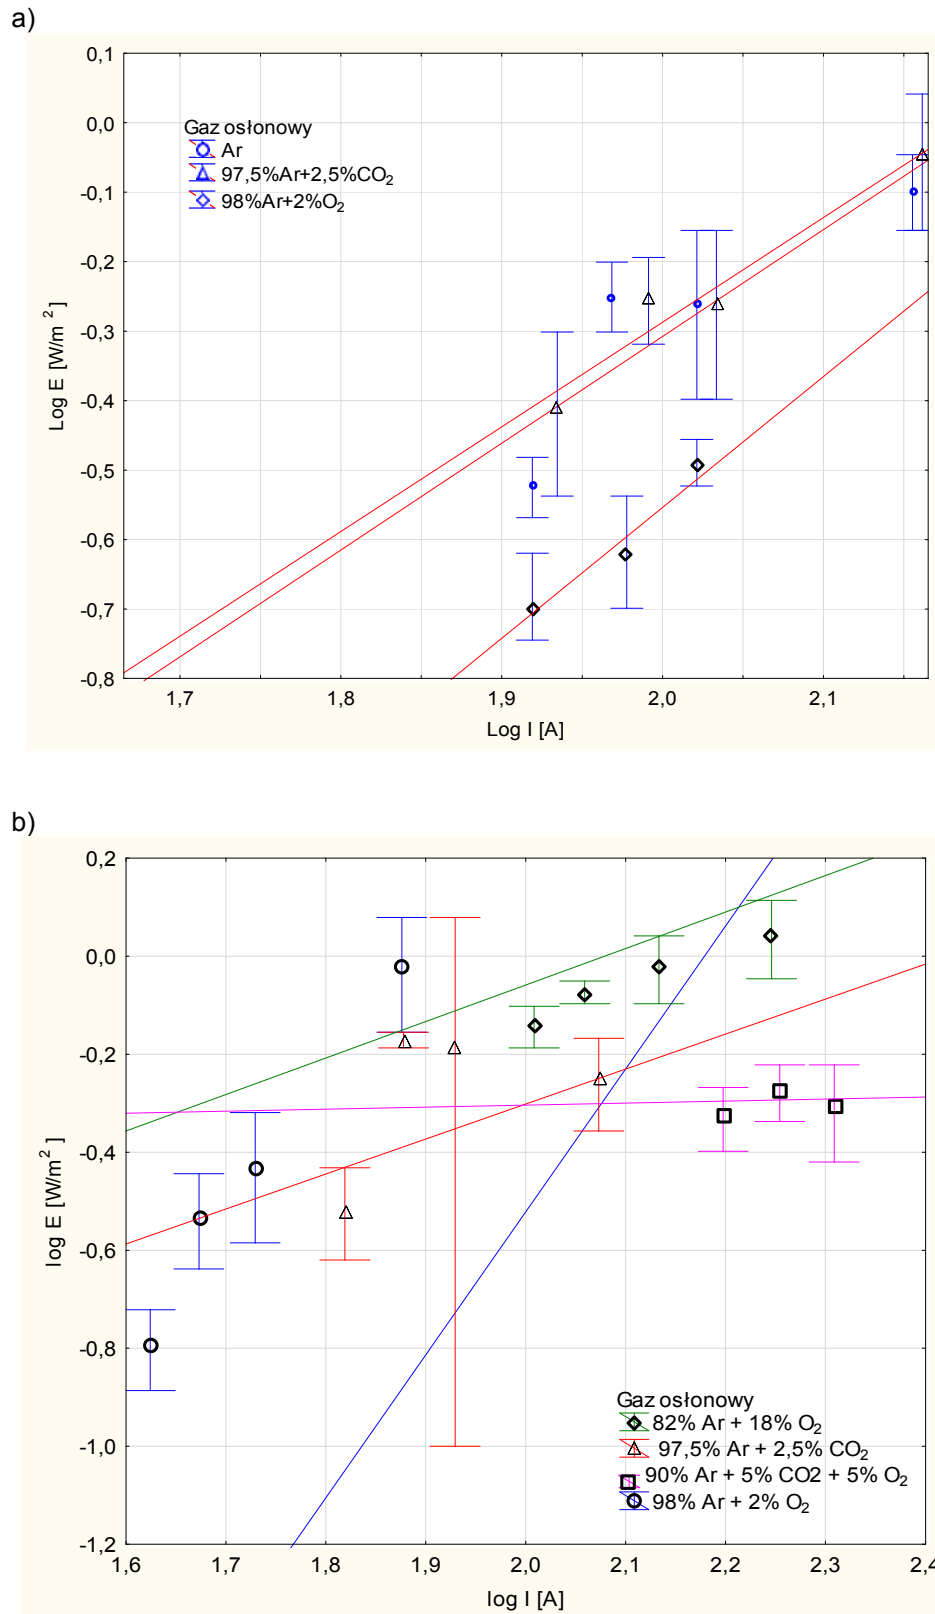 a)
0,1
0,0
-0,1
-0,2
-0,3
-0,4
-0,5
-0,6
-0,7
-0,8
Log E [W/m²]
Gaz osłonowy
Ar
97,5%Ar+2,5%CO₂
98%Ar+2%O₂
1,7 1,8 1,9 2,0 2,1
Log I [A]
b)
0,2
0,0
-0,2
-0,4
-0,6
-0,8
-1,0
-1,2
log E [W/m²]
Gaz osłonowy
82% Ar + 18% O₂
97,5% Ar + 2,5% CO₂
90% Ar + 5% CO2 + 5% O₂
98% Ar + 2% O₂
1,6 1,7 1,8 1,9 2,0 2,1 2,2 2,3 2,4
log I [A]